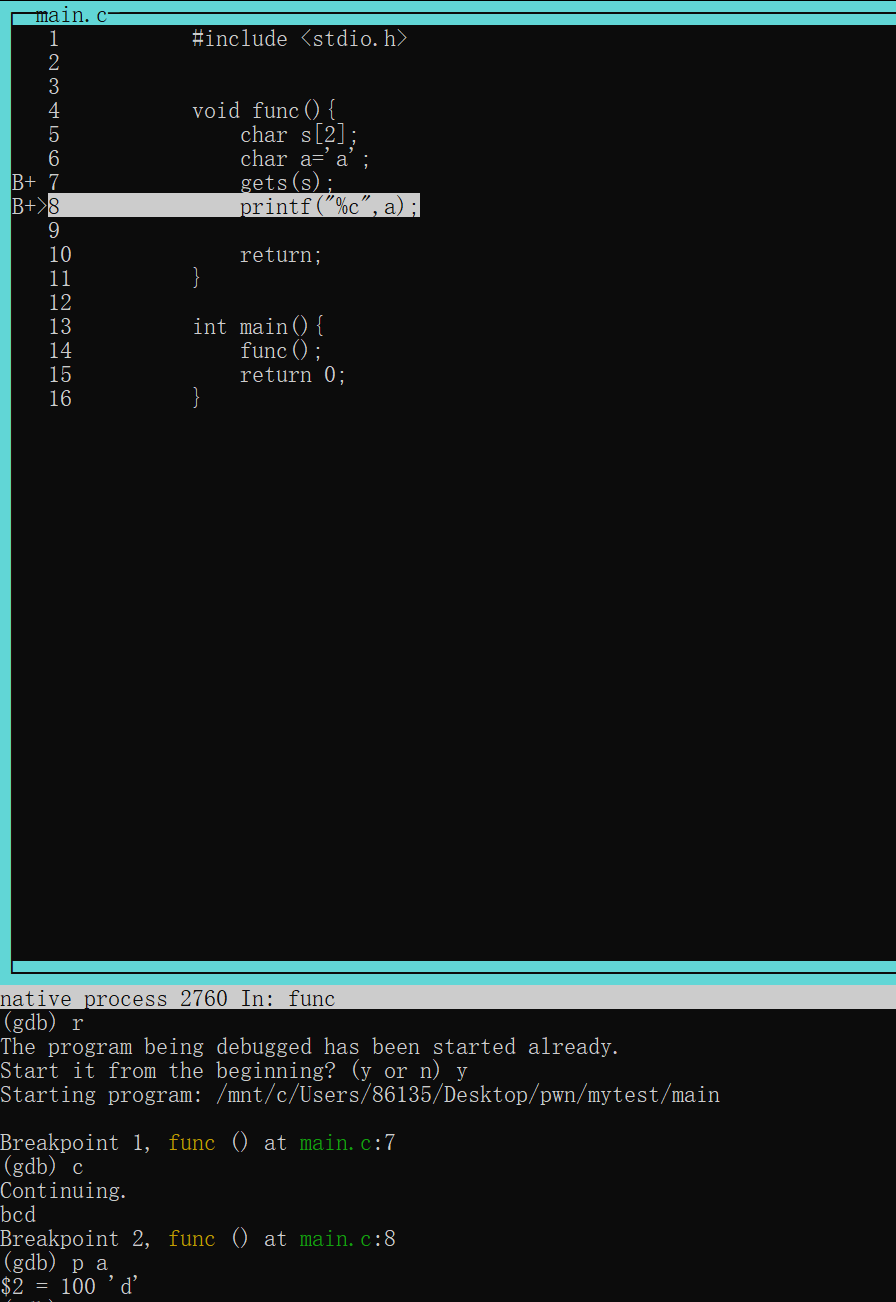 main.c
1 #include <stdio.h>
2
3
4 void func(){
5 char s[2];
6 char a='a';
B+ 7 gets(s);
B+>8 printf("%c",a);
9
10 return;
11 }
12
13 int main(){
14 func();
15 return 0;
16 }
native process 2760 In: func
(gdb) r
The program being debugged has been started already.
Start it from the beginning? (y or n) y
Starting program: /mnt/c/Users/86135/Desktop/pwn/mytest/main
Breakpoint 1, func () at main.c:7
(gdb) c
Continuing.
bcd
Breakpoint 2, func () at main.c:8
(gdb) p a
$2 = 100 'd'